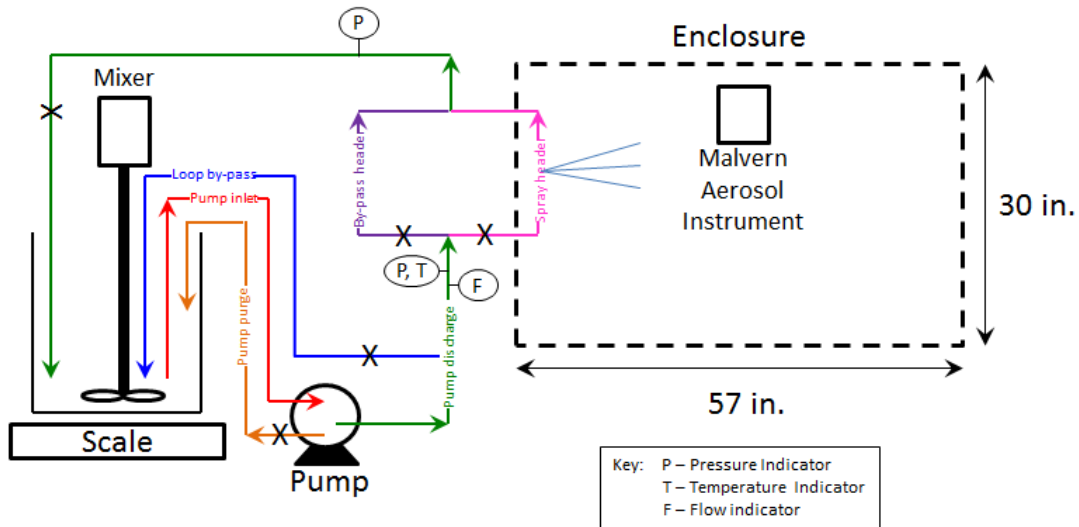 P
Enclosure
Mixer
X
Loop by-pass
Pump inlet
By-pass header
Spray header
Malvern
Aerosol
Instrument
30 in.
X
X
P, T
F
Pump purge
Pump discharge
X
57 in.
X
Scale
Pump
Key: P – Pressure Indicator
T – Temperature Indicator
F – Flow indicator